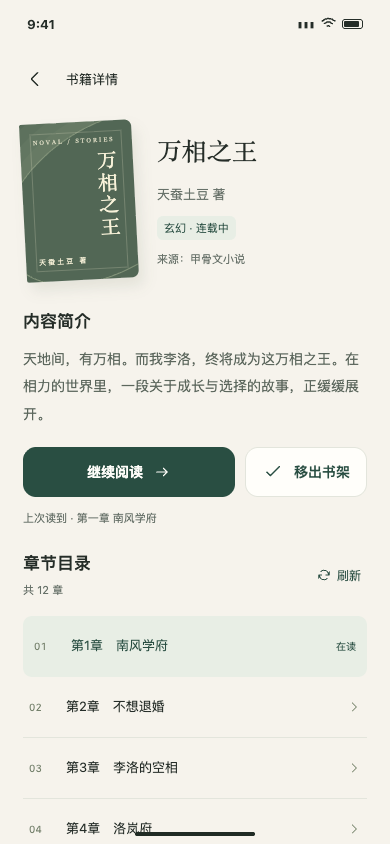 9:41
书籍详情
NOVAL / STORIES
万相之王
天蚕土豆 著
万相之王
天蚕土豆 著
玄幻 · 连载中
来源：甲骨文小说
内容简介
天地间，有万相。而我李洛，终将成为这万相之王。在
相力的世界里，一段关于成长与选择的故事，正缓缓展
开。
继续阅读
移出书架
上次读到 · 第一章 南风学府
章节目录
共 12 章
刷新
01 第1章 南风学府 在读
02 第2章 不想退婚
03 第3章 李洛的空相
04 第4章 洛岚府